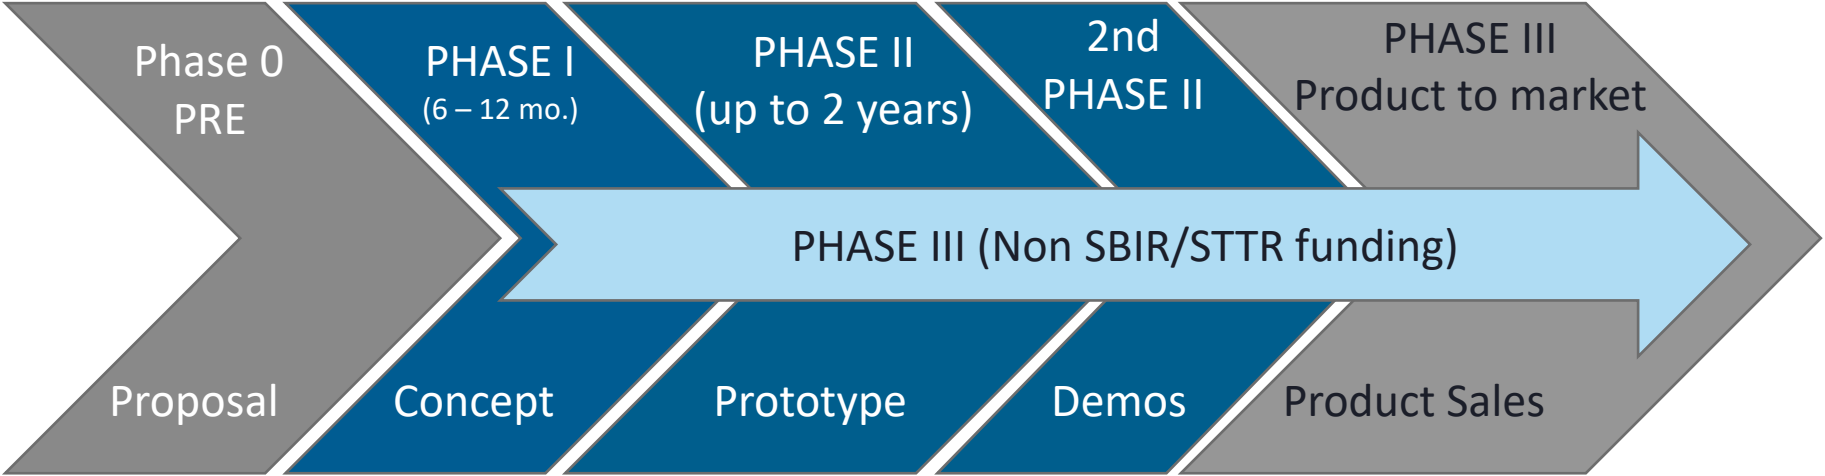 Phase 0
PRE
PHASE I
(6 – 12 mo.)
PHASE II
(up to 2 years)
2nd
PHASE II
PHASE III
Product to market
PHASE III (Non SBIR/STTR funding)
Proposal
Concept
Prototype
Demos
Product Sales